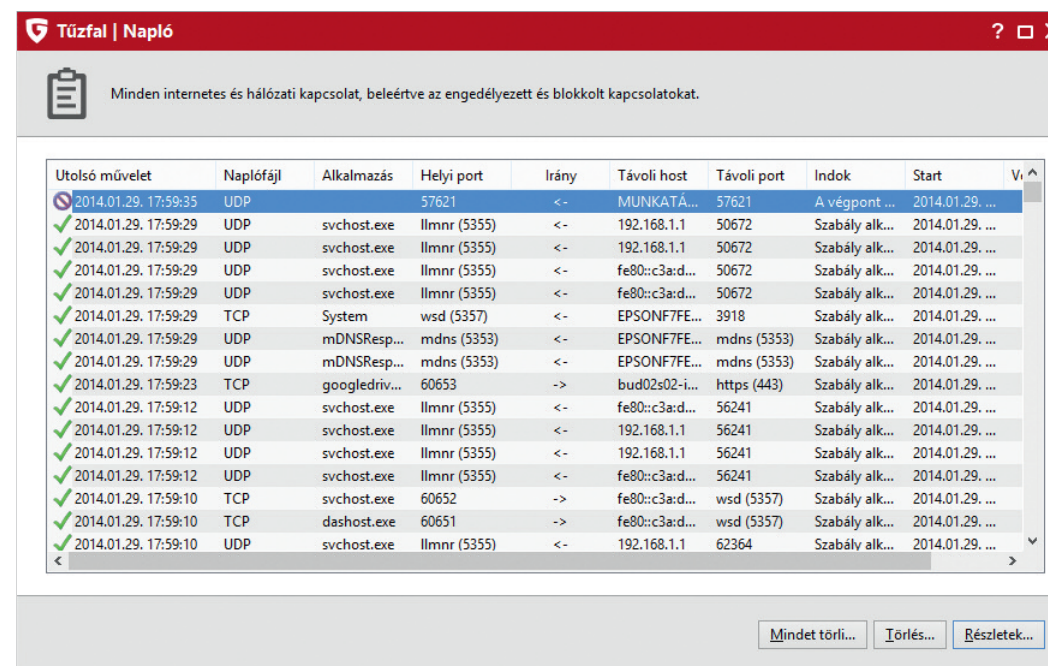 Tűzfal | Napló
Minden internetes és hálózati kapcsolat, beleértve az engedélyezett és blokkolt kapcsolatokat.
Utolsó művelet Naplófájl Alkalmazás Helyi port Irány Távoli host Távoli port Indok Start
2014.01.29. 17:59:35 UDP 57621 <- MUNKATÁ... 57621 A végpont ... 2014.01.29. ...
2014.01.29. 17:59:29 UDP svchost.exe llmnr (5355) <- 192.168.1.1 50672 Szabály alk... 2014.01.29. ...
2014.01.29. 17:59:29 UDP svchost.exe llmnr (5355) <- 192.168.1.1 50672 Szabály alk... 2014.01.29. ...
2014.01.29. 17:59:29 UDP svchost.exe llmnr (5355) <- fe80::c3a:d... 50672 Szabály alk... 2014.01.29. ...
2014.01.29. 17:59:29 UDP svchost.exe llmnr (5355) <- fe80::c3a:d... 50672 Szabály alk... 2014.01.29. ...
2014.01.29. 17:59:29 TCP System wsd (5357) <- EPSONF7FE... 3918 Szabály alk... 2014.01.29. ...
2014.01.29. 17:59:29 UDP mDNSResp... mdns (5353) <- EPSONF7FE... mdns (5353) Szabály alk... 2014.01.29. ...
2014.01.29. 17:59:29 UDP mDNSResp... mdns (5353) <- EPSONF7FE... mdns (5353) Szabály alk... 2014.01.29. ...
2014.01.29. 17:59:23 TCP googledriv... 60653 -> bud02s02-i... https (443) Szabály alk... 2014.01.29. ...
2014.01.29. 17:59:12 UDP svchost.exe llmnr (5355) <- fe80::c3a:d... 56241 Szabály alk... 2014.01.29. ...
2014.01.29. 17:59:12 UDP svchost.exe llmnr (5355) <- 192.168.1.1 56241 Szabály alk... 2014.01.29. ...
2014.01.29. 17:59:12 UDP svchost.exe llmnr (5355) <- 192.168.1.1 56241 Szabály alk... 2014.01.29. ...
2014.01.29. 17:59:12 UDP svchost.exe llmnr (5355) <- fe80::c3a:d... 56241 Szabály alk... 2014.01.29. ...
2014.01.29. 17:59:10 TCP svchost.exe 60652 -> fe80::c3a:d... wsd (5357) Szabály alk... 2014.01.29. ...
2014.01.29. 17:59:10 TCP dashost.exe 60651 -> fe80::c3a:d... wsd (5357) Szabály alk... 2014.01.29. ...
2014.01.29. 17:59:10 UDP svchost.exe llmnr (5355) <- 192.168.1.1 62364 Szabály alk... 2014.01.29. ...
Mindet törli... Törlés... Részletek...